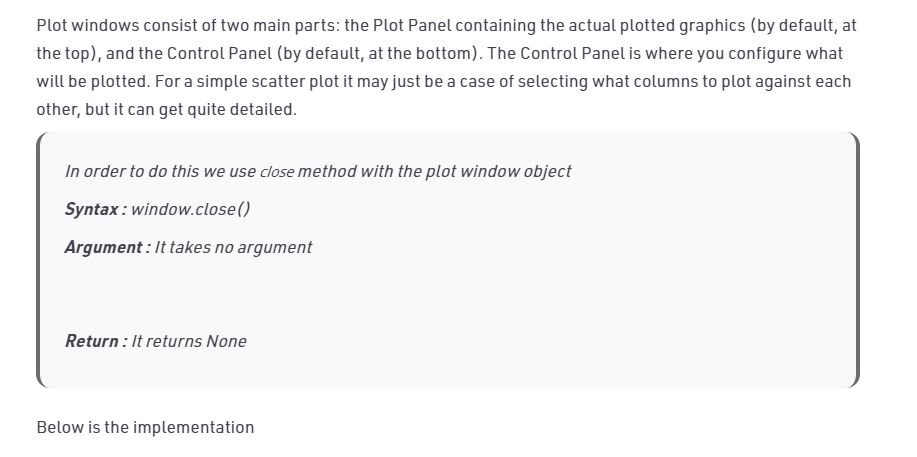 Plot windows consist of two main parts: the Plot Panel containing the actual plotted graphics (by default, at
the top), and the Control Panel (by default, at the bottom). The Control Panel is where you configure what
will be plotted. For a simple scatter plot it may just be a case of selecting what columns to plot against each
other, but it can get quite detailed.
In order to do this we use close method with the plot window object
Syntax : window.close()
Argument : It takes no argument
Return : It returns None
Below is the implementation